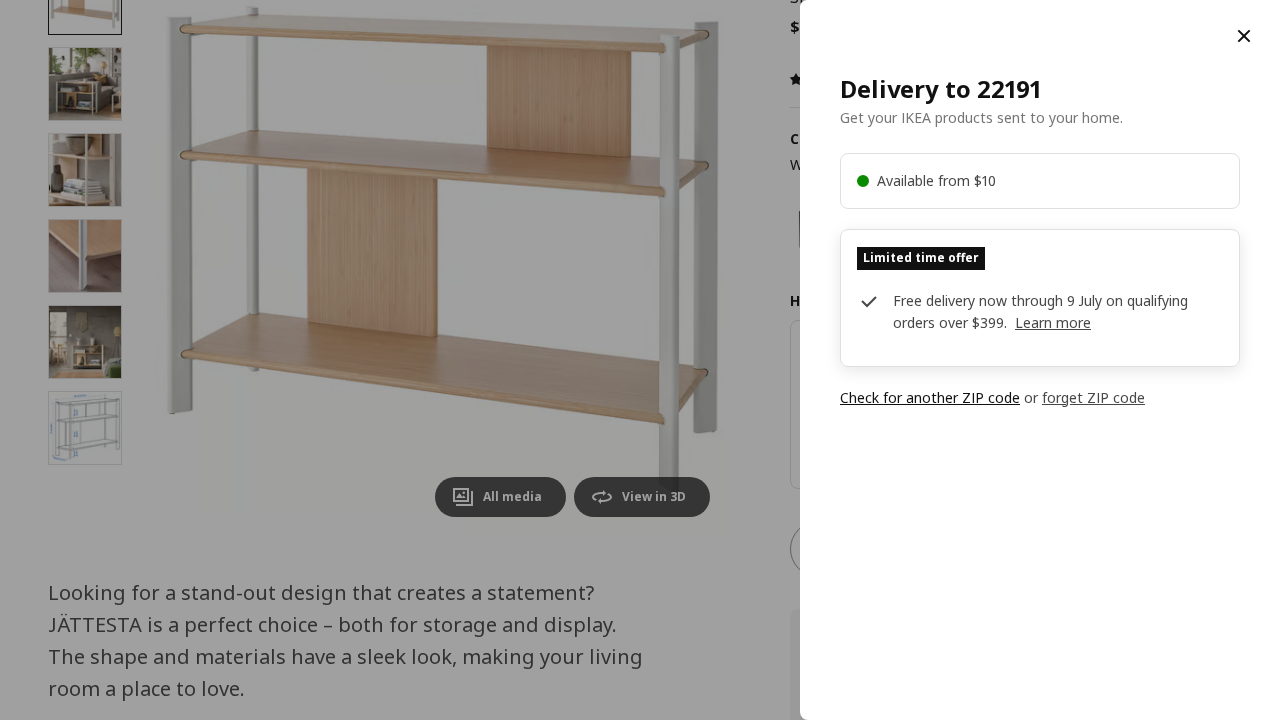 $
C
W
H
All media
View in 3D
Looking for a stand-out design that creates a statement?
JÄTTESTA is a perfect choice – both for storage and display.
The shape and materials have a sleek look, making your living
room a place to love.
Delivery to 22191
Get your IKEA products sent to your home.
Available from $10
Limited time offer
Free delivery now through 9 July on qualifying
orders over $399. Learn more
Check for another ZIP code or forget ZIP code